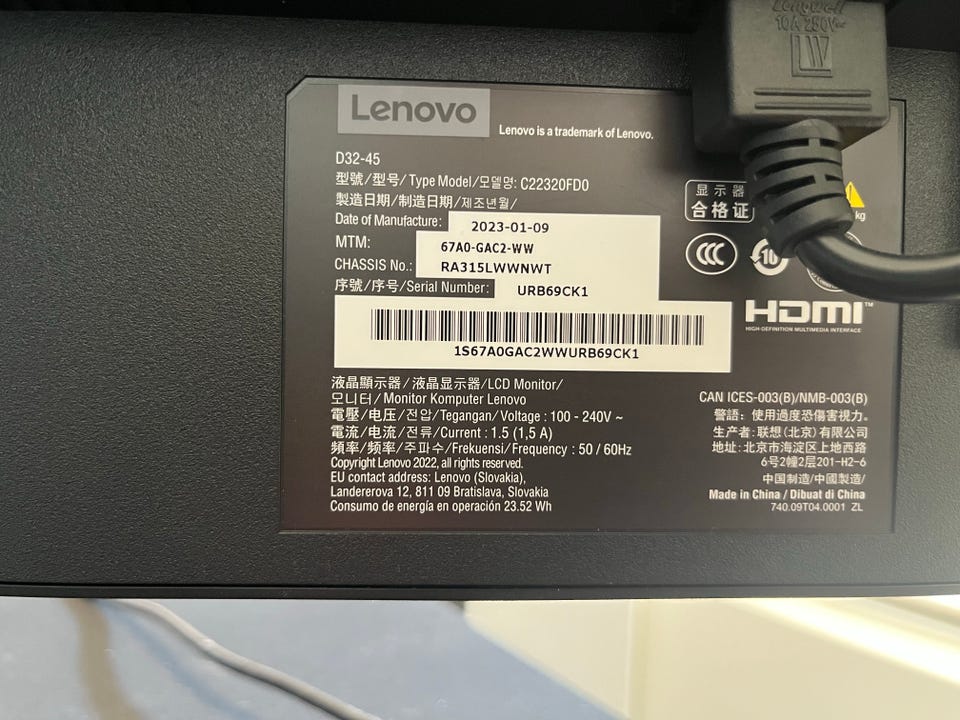 10A 250V~
LW
Lenovo
Lenovo is a trademark of Lenovo.
D32-45
型號/型号/Type Model/모델명: C22320FD0
製造日期/制造日期/제조년월/
Date of Manufacture: 2023-01-09
MTM: 67A0-GAC2-WW
CHASSIS No.: RA315LWWNWT
序號/序号/Serial Number: URB69CK1
1S67A0GAC2WWURB69CK1
显示器
合格证
kg
CCC
10
HDMI™
HIGH-DEFINITION MULTIMEDIA INTERFACE
液晶顯示器/液晶显示器/LCD Monitor/
모니터/Monitor Komputer Lenovo
電壓/电压/전압/Tegangan/Voltage : 100 - 240V ~
電流/电流/전류/Current : 1.5 (1,5 A)
頻率/频率/주파수/Frekuensi/Frequency : 50 / 60Hz
Copyright Lenovo 2022, all rights reserved.
EU contact address: Lenovo (Slovakia),
Landererova 12, 811 09 Bratislava, Slovakia
Consumo de energía en operación 23.52 Wh
CAN ICES-003(B)/NMB-003(B)
警語: 使用過度恐傷害視力。
生产者: 联想(北京)有限公司
地址: 北京市海淀区上地西路
6号2幢2层201-H2-6
中国制造/中國製造/
Made in China / Dibuat di China
740.09T04.0001 ZL